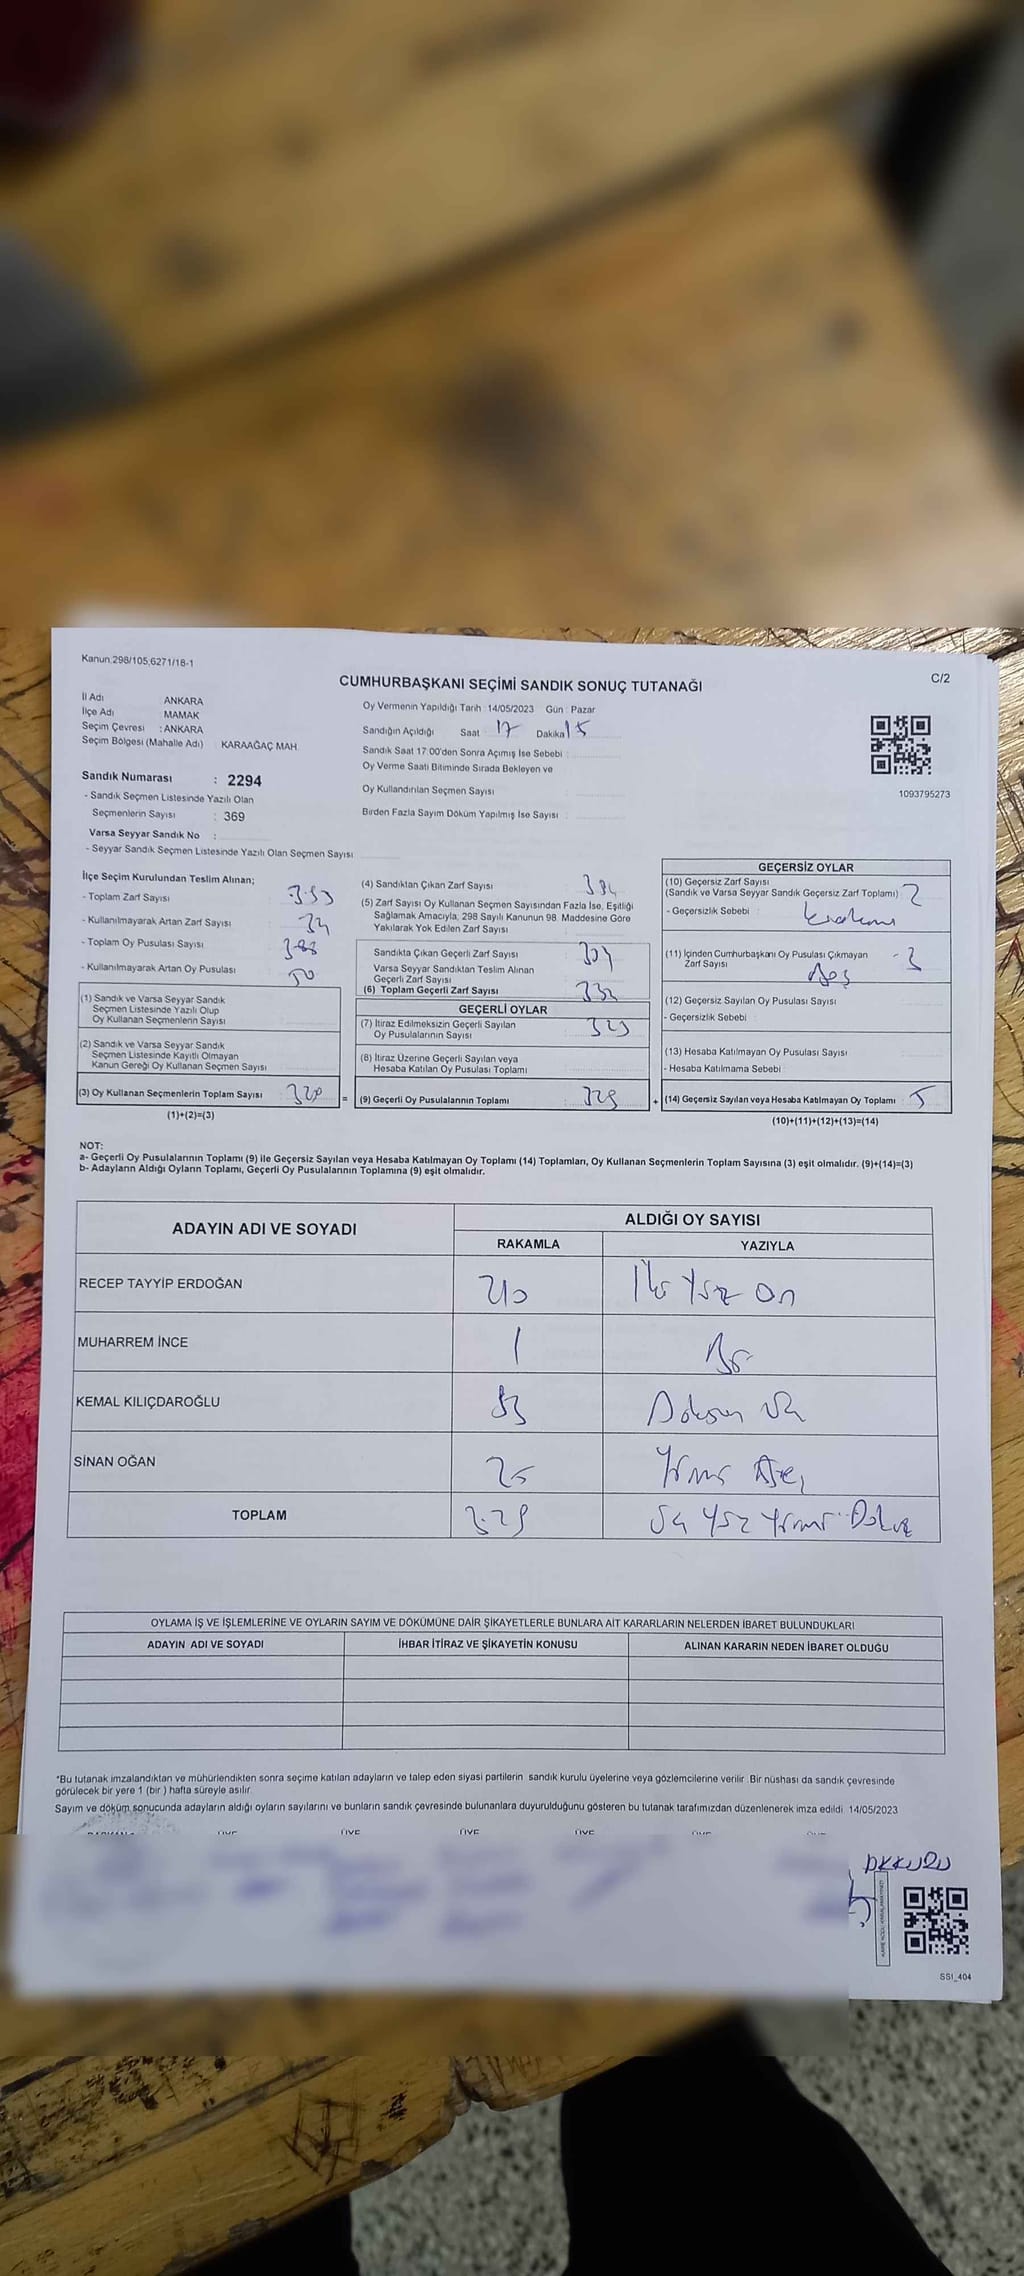 Kanun.298/105,6271/18-1
C/2
CUMHURBAŞKANI SEÇİMİ SANDIK SONUÇ TUTANAĞI
İl Adı : ANKARA
İlçe Adı : MAMAK
Seçim Çevresi : ANKARA
Seçim Bölgesi (Mahalle Adı) : KARAAĞAÇ MAH.
Sandık Numarası : 2294
- Sandık Seçmen Listesinde Yazılı Olan
Seçmenlerin Sayısı : 369
Varsa Seyyar Sandık No :
- Seyyar Sandık Seçmen Listesinde Yazılı Olan Seçmen Sayısı
Oy Vermenin Yapıldığı Tarih : 14/05/2023 Gün : Pazar
Sandığın Açıldığı Saat 17 Dakika 15
Sandık Saat 17:00'den Sonra Açımış İse Sebebi :
Oy Verme Saati Bitiminde Sırada Bekleyen ve
Oy Kullandırılan Seçmen Sayısı :
Birden Fazla Sayım Döküm Yapılmış İse Sayısı :
1093795273
İlçe Seçim Kurulundan Teslim Alınan;
- Toplam Zarf Sayısı :
- Kullanılmayarak Artan Zarf Sayısı :
- Toplam Oy Pusulası Sayısı :
- Kullanılmayarak Artan Oy Pusulası : 50
(1) Sandık ve Varsa Seyyar Sandık
Seçmen Listesinde Yazılı Olup
Oy Kullanan Seçmenlerin Sayısı
(2) Sandık ve Varsa Seyyar Sandık
Seçmen Listesinde Kayıtlı Olmayan
Kanun Gereği Oy Kullanan Seçmen Sayısı
(3) Oy Kullanan Seçmenlerin Toplam Sayısı :
(1)+(2)=(3)
=
(4) Sandıktan Çıkan Zarf Sayısı
(5) Zarf Sayısı Oy Kullanan Seçmen Sayısından Fazla İse, Eşitliği
Sağlamak Amacıyla, 298 Sayılı Kanunun 98. Maddesine Göre
Yakılarak Yok Edilen Zarf Sayısı
Sandıkta Çıkan Geçerli Zarf Sayısı
Varsa Seyyar Sandıktan Teslim Alınan
Geçerli Zarf Sayısı
(6) Toplam Geçerli Zarf Sayısı
GEÇERLİ OYLAR
(7) İtiraz Edilmeksizin Geçerli Sayılan
Oy Pusulalarının Sayısı 329
(8) İtiraz Üzerine Geçerli Sayılan veya
Hesaba Katılan Oy Pusulası Toplamı
(9) Geçerli Oy Pusulalarının Toplamı : 329
+
GEÇERSİZ OYLAR
(10) Geçersiz Zarf Sayısı
(Sandık ve Varsa Seyyar Sandık Geçersiz Zarf Toplamı) 2
- Geçersizlik Sebebi :
(11) İçinden Cumhurbaşkanı Oy Pusulası Çıkmayan
Zarf Sayısı 3
Boş
(12) Geçersiz Sayılan Oy Pusulası Sayısı
- Geçersizlik Sebebi :
(13) Hesaba Katılmayan Oy Pusulası Sayısı
- Hesaba Katılmama Sebebi :
(14) Geçersiz Sayılan veya Hesaba Katılmayan Oy Toplamı : 5
(10)+(11)+(12)+(13)=(14)
NOT:
a- Geçerli Oy Pusulalarının Toplamı (9) ile Geçersiz Sayılan veya Hesaba Katılmayan Oy Toplamı (14) Toplamları, Oy Kullanan Seçmenlerin Toplam Sayısına (3) eşit olmalıdır. (9)+(14)=(3)
b- Adayların Aldığı Oyların Toplamı, Geçerli Oy Pusulalarının Toplamına (9) eşit olmalıdır.
ADAYIN ADI VE SOYADI
ALDIĞI OY SAYISI
RAKAMLA YAZIYLA
RECEP TAYYİP ERDOĞAN 210 İki Yüz On
MUHARREM İNCE 1 Bir
KEMAL KILIÇDAROĞLU 93 Doksan Üç
SİNAN OĞAN 25 Yirmi Beş
TOPLAM 329 Üç Yüz Yirmi Dokuz
OYLAMA İŞ VE İŞLEMLERİNE VE OYLARIN SAYIM VE DÖKÜMÜNE DAİR ŞİKAYETLERLE BUNLARA AİT KARARLARIN NELERDEN İBARET BULUNDUKLARI
ADAYIN ADI VE SOYADI İHBAR İTİRAZ VE ŞİKAYETİN KONUSU ALINAN KARARIN NEDEN İBARET OLDUĞU
*Bu tutanak imzalandıktan ve mühürlendikten sonra seçime katılan adayların ve talep eden siyasi partilerin sandık kurulu üyelerine veya gözlemcilerine verilir. Bir nüshası da sandık çevresinde
görülecek bir yere 1 (bir ) hafta süreyle asılır.
Sayım ve döküm sonucunda adayların aldığı oyların sayılarını ve bunların sandık çevresinde bulunanlara duyurulduğunu gösteren bu tutanak tarafımızdan düzenlenerek imza edildi. 14/05/2023
ÜYE ÜYE ÜYE ÜYE
SSI_404